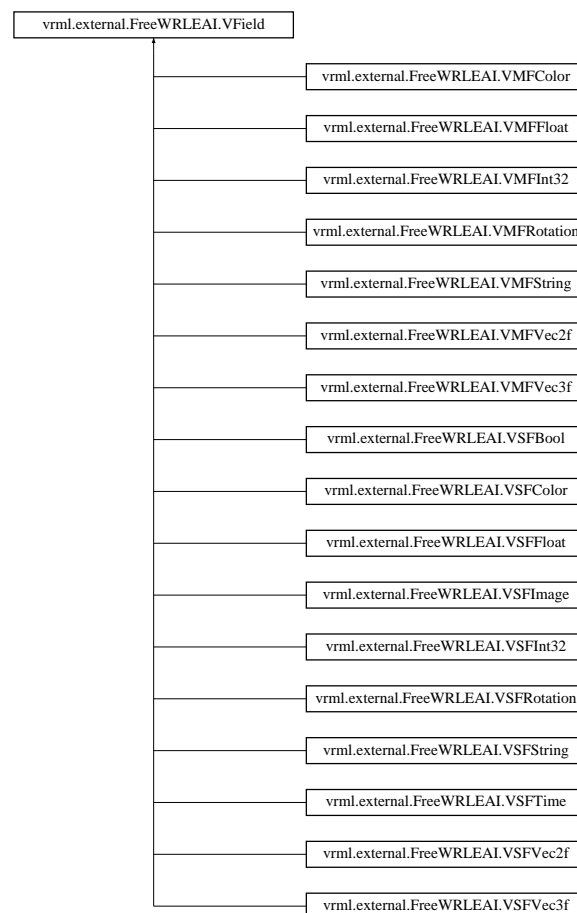 vrml.external.FreeWRLEAI.VField
vrml.external.FreeWRLEAI.VMFColor
vrml.external.FreeWRLEAI.VMFFloat
vrml.external.FreeWRLEAI.VMFInt32
vrml.external.FreeWRLEAI.VMFRotation
vrml.external.FreeWRLEAI.VMFString
vrml.external.FreeWRLEAI.VMFVec2f
vrml.external.FreeWRLEAI.VMFVec3f
vrml.external.FreeWRLEAI.VSFBool
vrml.external.FreeWRLEAI.VSFColor
vrml.external.FreeWRLEAI.VSFFloat
vrml.external.FreeWRLEAI.VSFImage
vrml.external.FreeWRLEAI.VSFInt32
vrml.external.FreeWRLEAI.VSFRotation
vrml.external.FreeWRLEAI.VSFString
vrml.external.FreeWRLEAI.VSFTime
vrml.external.FreeWRLEAI.VSFVec2f
vrml.external.FreeWRLEAI.VSFVec3f